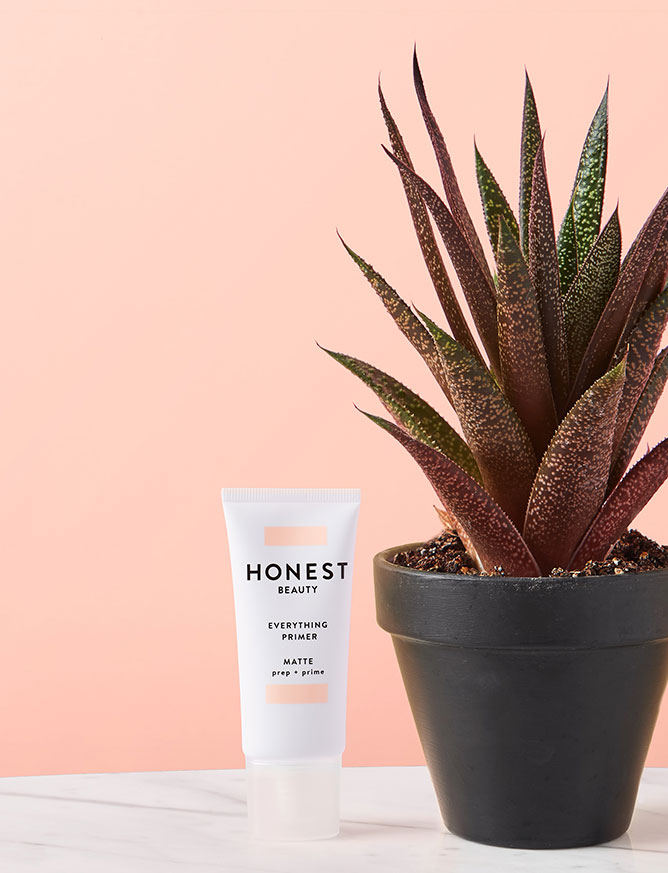 HONEST
BEAUTY
EVERYTHING
PRIMER
MATTE
prep + prime